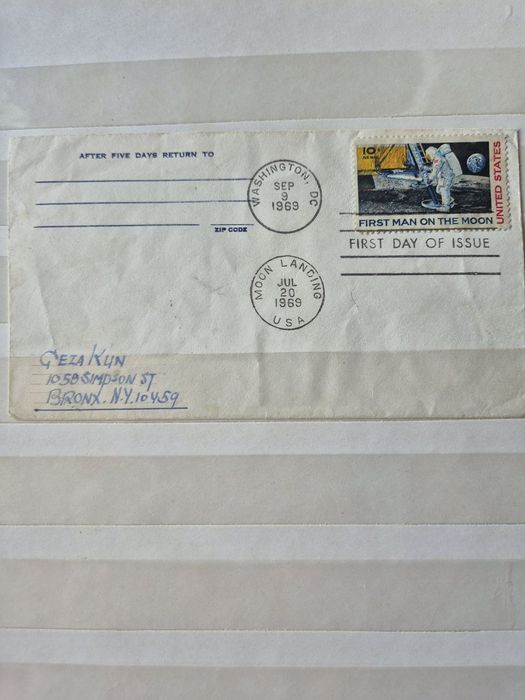 AFTER FIVE DAYS RETURN TO
ZIP CODE
WASHINGTON, DC
SEP
9
1969
10¢
AIR MAIL
UNITED STATES
FIRST MAN ON THE MOON
FIRST DAY OF ISSUE
MOON LANDING
JUL
20
1969
USA
GEZA KUN
1058 SIMPSON ST
BRONX. N.Y. 10459